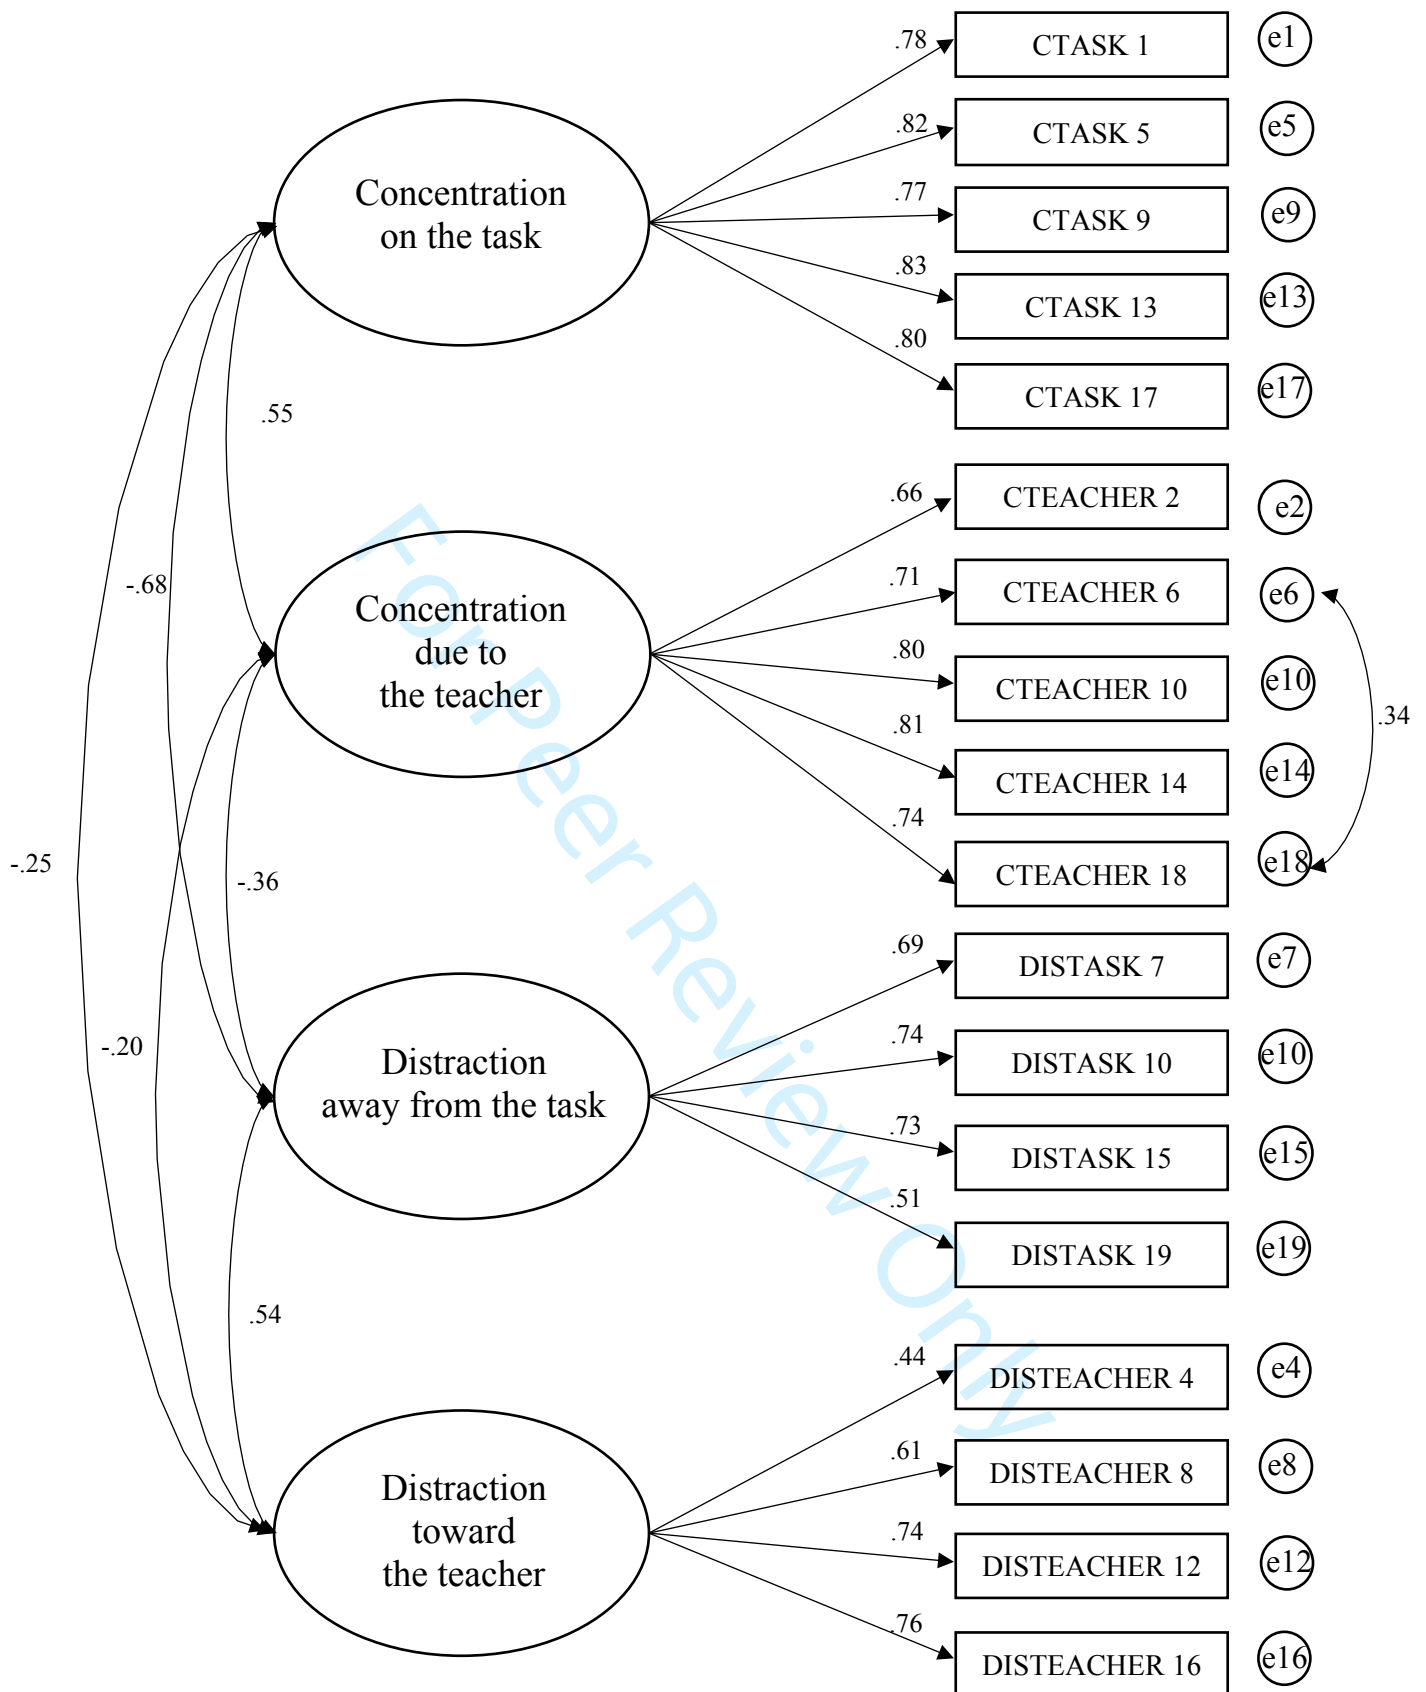 .78
CTASK 1
e1
.82
CTASK 5
e5
Concentration
on the task
.77
CTASK 9
e9
.83
CTASK 13
e13
.80
CTASK 17
e17
.55
.66
CTEACHER 2
e2
-.68
.71
CTEACHER 6
e6
Concentration
due to
the teacher
.80
CTEACHER 10
e10
.34
.81
CTEACHER 14
e14
.74
CTEACHER 18
e18
-.25
-.36
.69
DISTASK 7
e7
-.20
Distraction
away from the task
.74
DISTASK 10
e10
.73
DISTASK 15
e15
.51
DISTASK 19
e19
.54
.44
DISTEACHER 4
e4
.61
DISTEACHER 8
e8
Distraction
toward
the teacher
.74
DISTEACHER 12
e12
.76
DISTEACHER 16
e16
For Peer Review Only